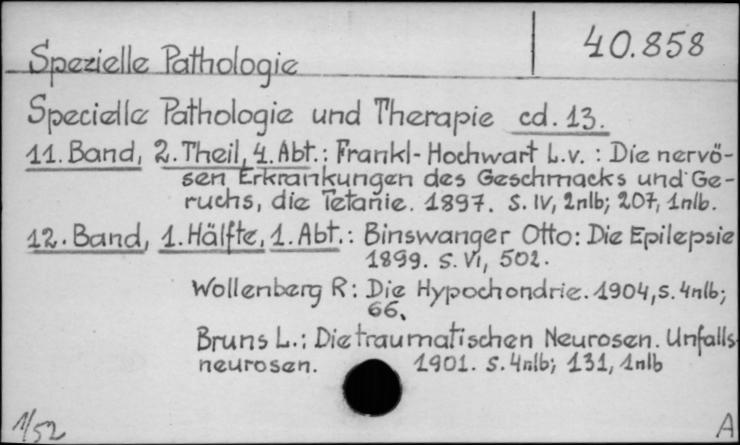 40.858
Spezielle Pathologie
Specielle Pathologie und Therapie cd. 13.
11. Band, 2. Theil, 4. Abt.: Frankl-Hochwart L.v. : Die nervö-
sen Erkrankungen des Geschmacks und Ge-
ruchs, die Tetanie. 1897. S. IV, 2nlb; 207, 1nlb.
12. Band, 1. Hälfte, 1. Abt.: Binswanger Otto: Die Epilepsie
1899. S. VI, 502.
Wollenberg R: Die Hypochondrie. 1904, S. 4nlb;
66.
Bruns L.: Die traumatischen Neurosen. Unfalls
neurosen. 1901. S. 4nlb; 131, 1nlb
1/52 A